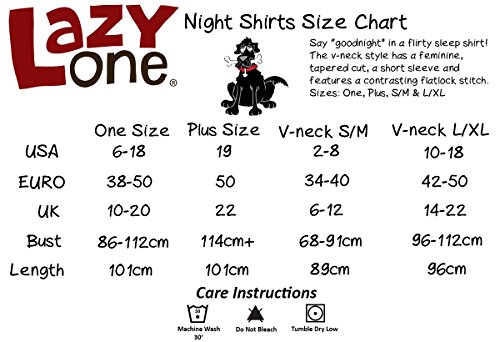 Lazy One®
Night Shirts Size Chart
Say "goodnight" in a flirty sleep shirt!
The v-neck style has a feminine,
tapered cut, a short sleeve and
features a contrasting flatlock stitch.
Sizes: One, Plus, S/M & L/XL
One Size Plus Size V-neck S/M V-neck L/XL
USA 6-18 19 2-8 10-18
EURO 38-50 50 34-40 42-50
UK 10-20 22 6-12 14-22
Bust 86-112cm 114cm+ 68-91cm 96-112cm
Length 101cm 101cm 89cm 96cm
Care Instructions
30
Machine Wash Do Not Bleach Tumble Dry Low
30°